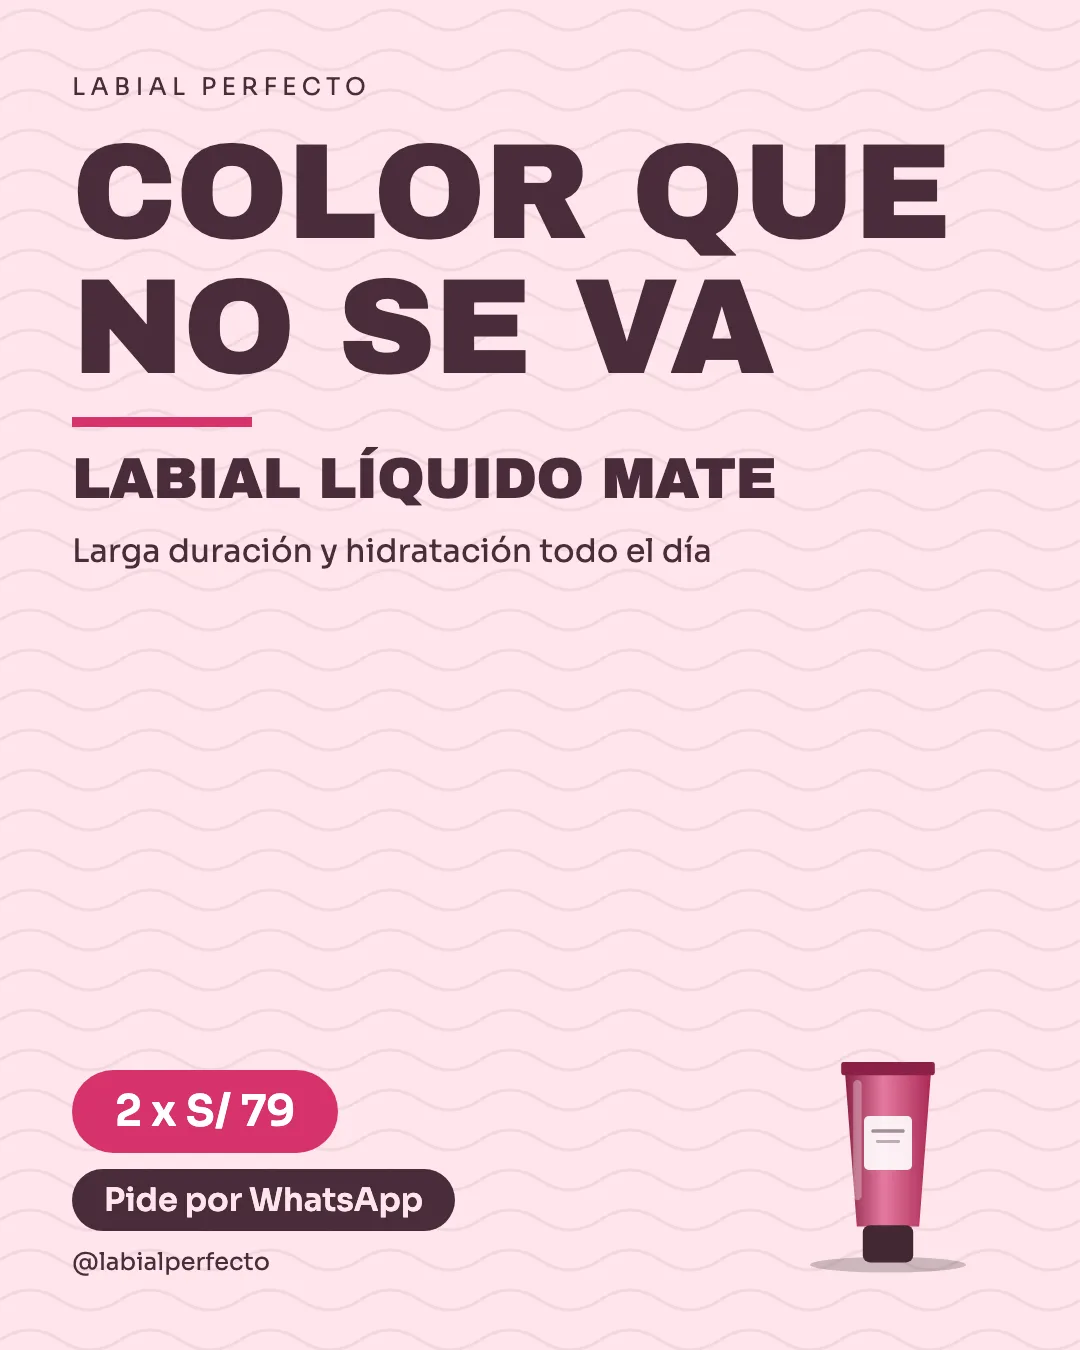 LABIAL PERFECTO
COLOR QUE
NO SE VA
LABIAL LÍQUIDO MATE
Larga duración y hidratación todo el día
2 x S/ 79
Pide por WhatsApp
@labialperfecto